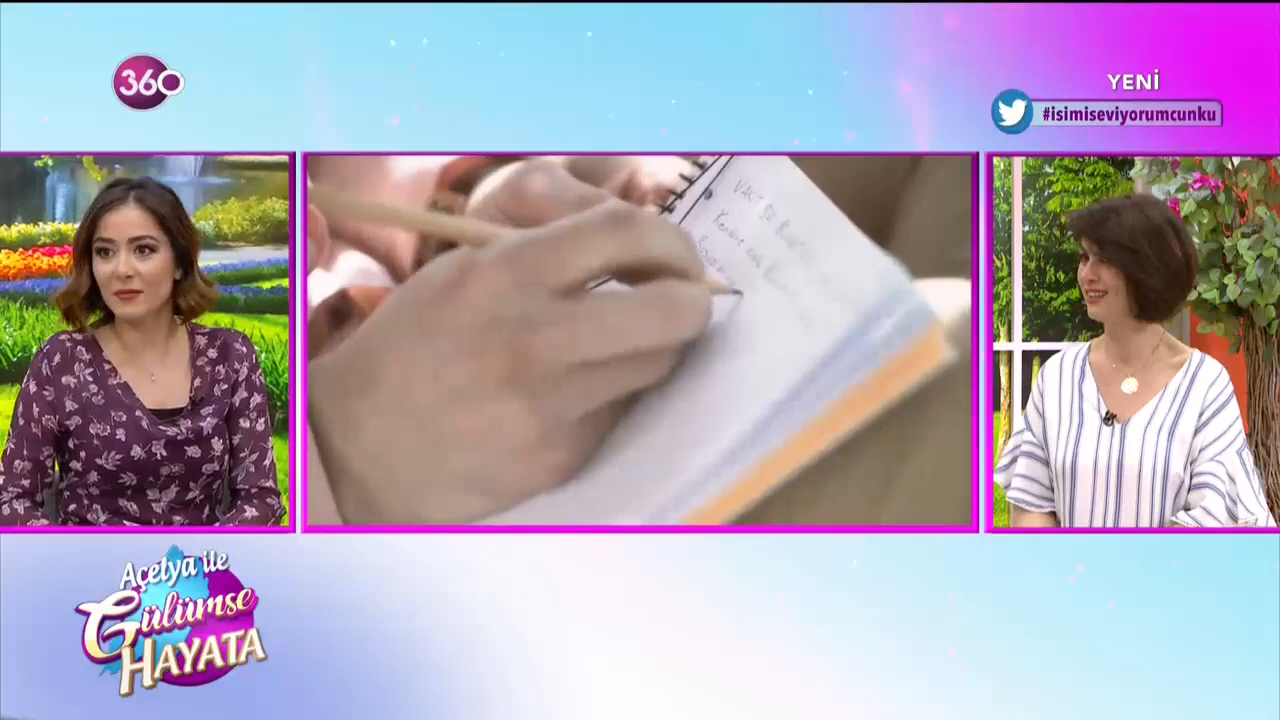 360
YENİ
#isimiseviyorumcunku
Açelya ile
Gülümse
HAYATA